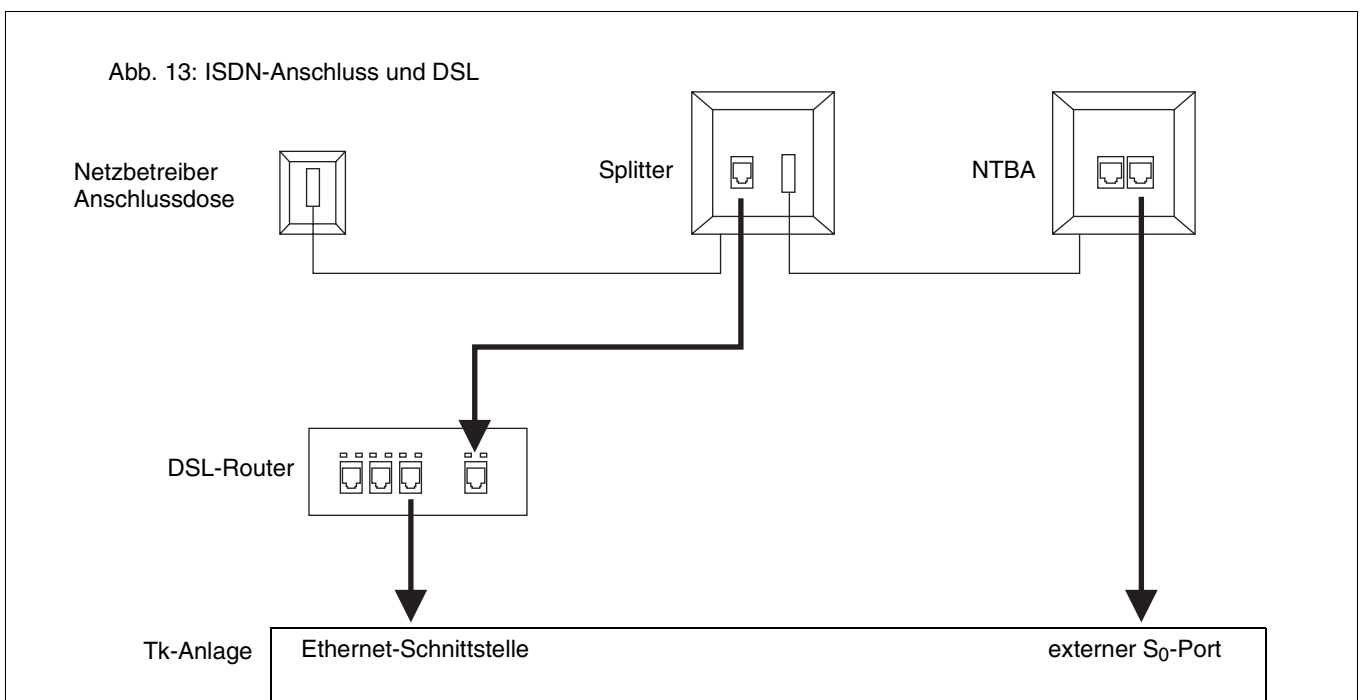 Abb. 13: ISDN-Anschluss und DSL
Netzbetreiber
Anschlussdose
Splitter
NTBA
DSL-Router
Tk-Anlage
Ethernet-Schnittstelle
externer S0-Port